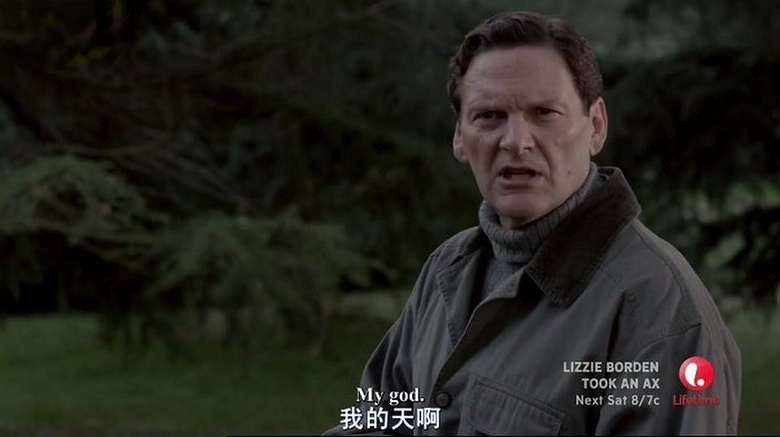 LIZZIE BORDEN
TOOK AN AX
Next Sat 8/7c
Lifetime
My god.
我的天啊